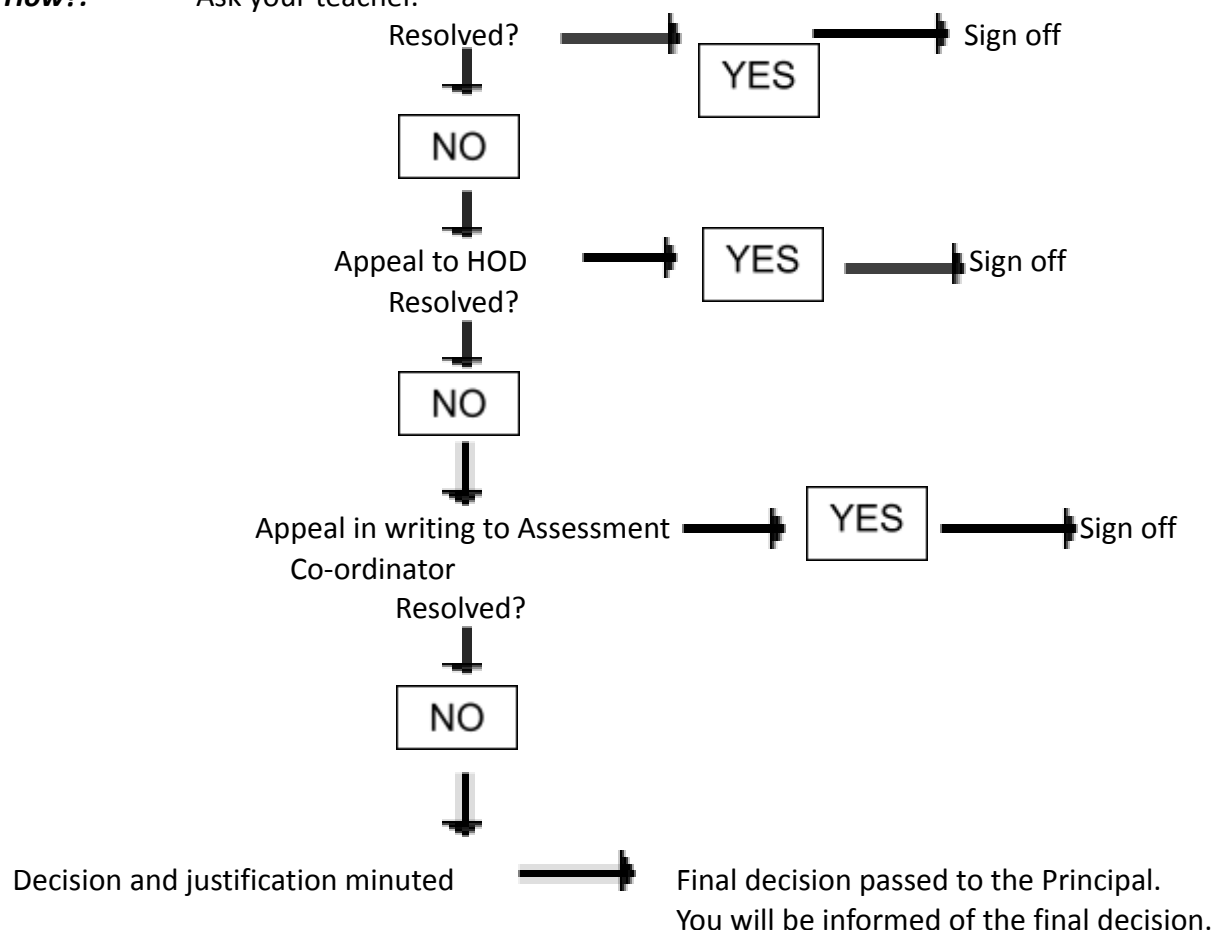 How?? Ask your teacher.
Resolved? YES Sign off
NO
Appeal to HOD YES Sign off
Resolved?
NO
Appeal in writing to Assessment YES Sign off
Co-ordinator
Resolved?
NO
Decision and justification minuted Final decision passed to the Principal.
You will be informed of the final decision.